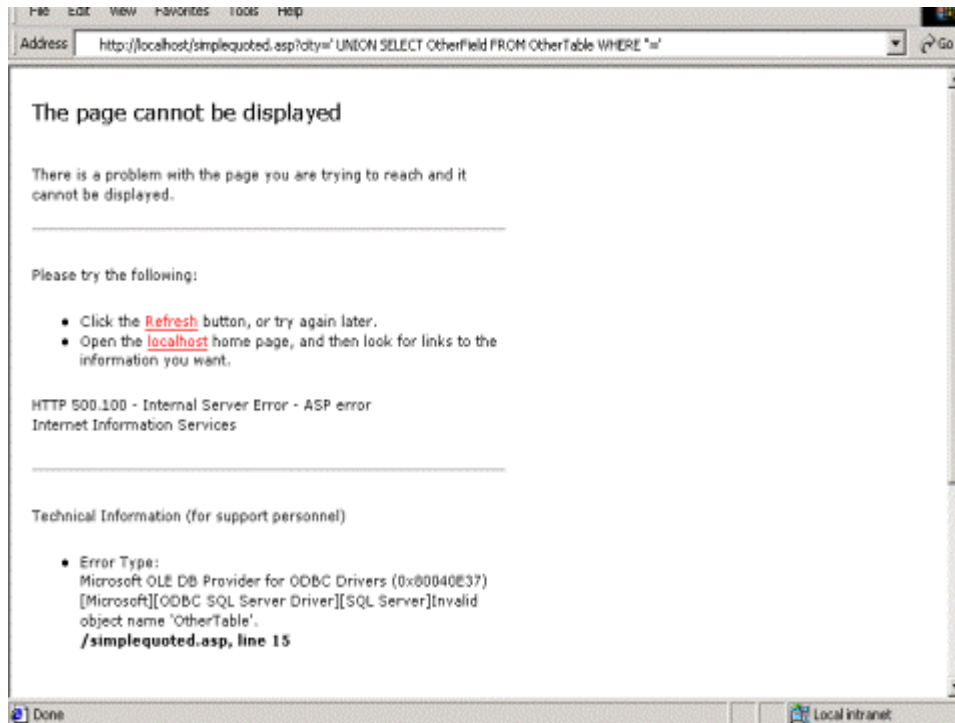 File Edit View Favorites Tools Help
Address http://localhost/simplequoted.asp?city=' UNION SELECT OtherField FROM OtherTable WHERE ''=' Go
The page cannot be displayed
There is a problem with the page you are trying to reach and it
cannot be displayed.
Please try the following:
• Click the Refresh button, or try again later.
• Open the localhost home page, and then look for links to the
information you want.
HTTP 500.100 - Internal Server Error - ASP error
Internet Information Services
Technical Information (for support personnel)
• Error Type:
Microsoft OLE DB Provider for ODBC Drivers (0x80040E37)
[Microsoft][ODBC SQL Server Driver][SQL Server]Invalid
object name 'OtherTable'.
/simplequoted.asp, line 15
Done Local intranet